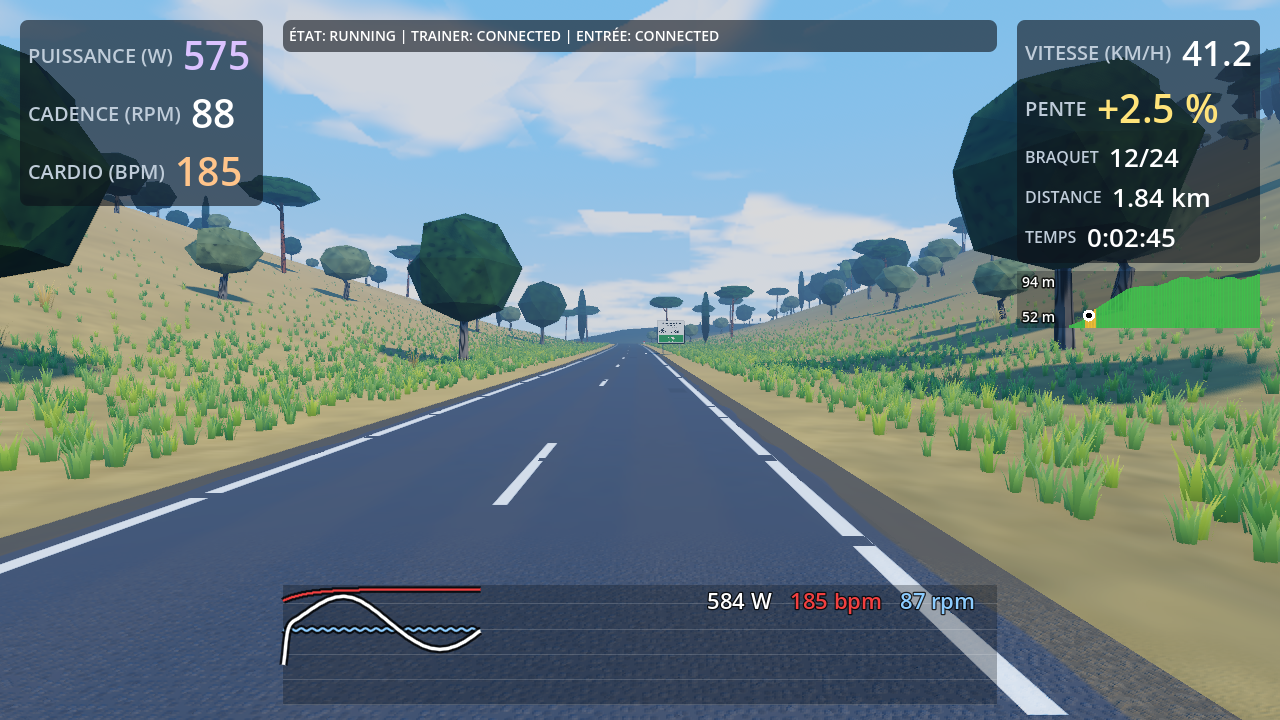 PUISSANCE (W) 575
CADENCE (RPM) 88
CARDIO (BPM) 185
ÉTAT: RUNNING | TRAINER: CONNECTED | ENTRÉE: CONNECTED
VITESSE (KM/H) 41.2
PENTE +2.5 %
BRAQUET 12/24
DISTANCE 1.84 km
TEMPS 0:02:45
94 m
52 m
584 W 185 bpm 87 rpm